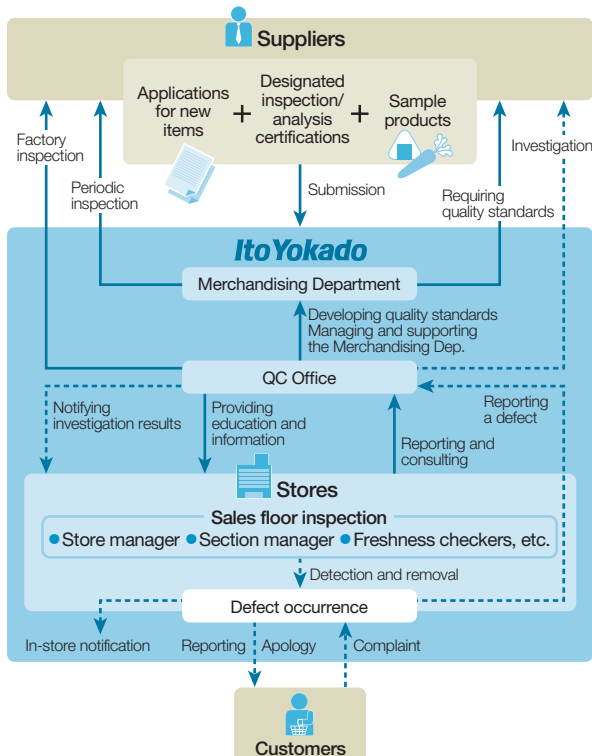 Suppliers
Applications
for new
items
+
Designated
inspection/
analysis
certifications
+
Sample
products
Factory
inspection
Periodic
inspection
Submission
Requiring
quality standards
Investigation
Ito Yokado
Merchandising Department
Developing quality standards
Managing and supporting
the Merchandising Dep.
QC Office
Notifying
investigation results
Providing
education and
information
Reporting and
consulting
Reporting
a defect
Stores
Sales floor inspection
● Store manager ● Section manager ● Freshness checkers, etc.
Detection and removal
Defect occurrence
In-store notification
Reporting
Apology
Complaint
Customers